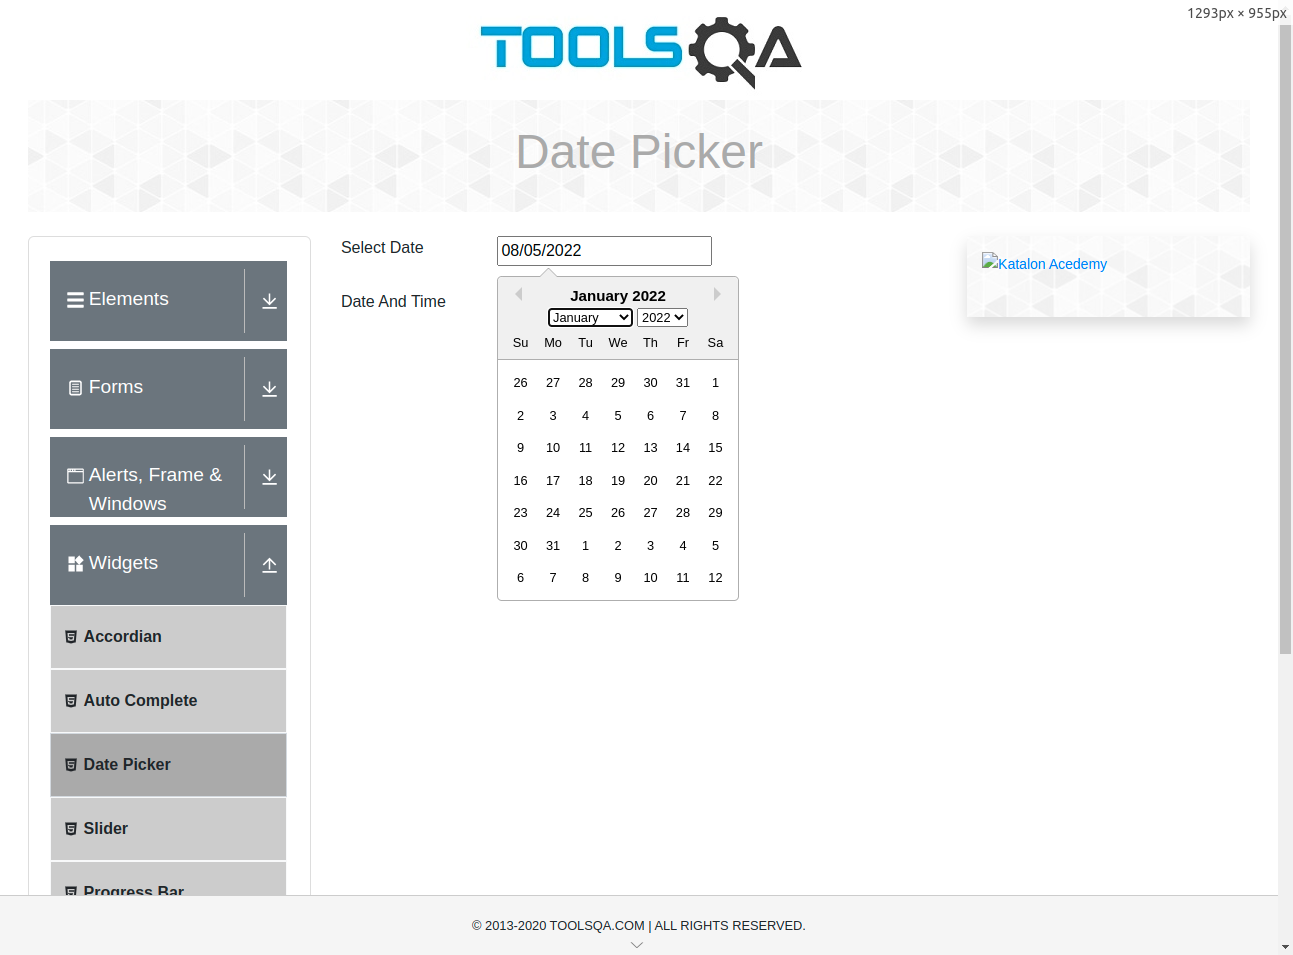 1293px × 955px
TOOLSQA
Date Picker
Select Date
08/05/2022
Date And Time
January 2022
January 2022
Su Mo Tu We Th Fr Sa
26 27 28 29 30 31 1
2 3 4 5 6 7 8
9 10 11 12 13 14 15
16 17 18 19 20 21 22
23 24 25 26 27 28 29
30 31 1 2 3 4 5
6 7 8 9 10 11 12
Katalon Acedemy
Elements
Forms
Alerts, Frame &
Windows
Widgets
Accordian
Auto Complete
Date Picker
Slider
Progress Bar
© 2013-2020 TOOLSQA.COM | ALL RIGHTS RESERVED.